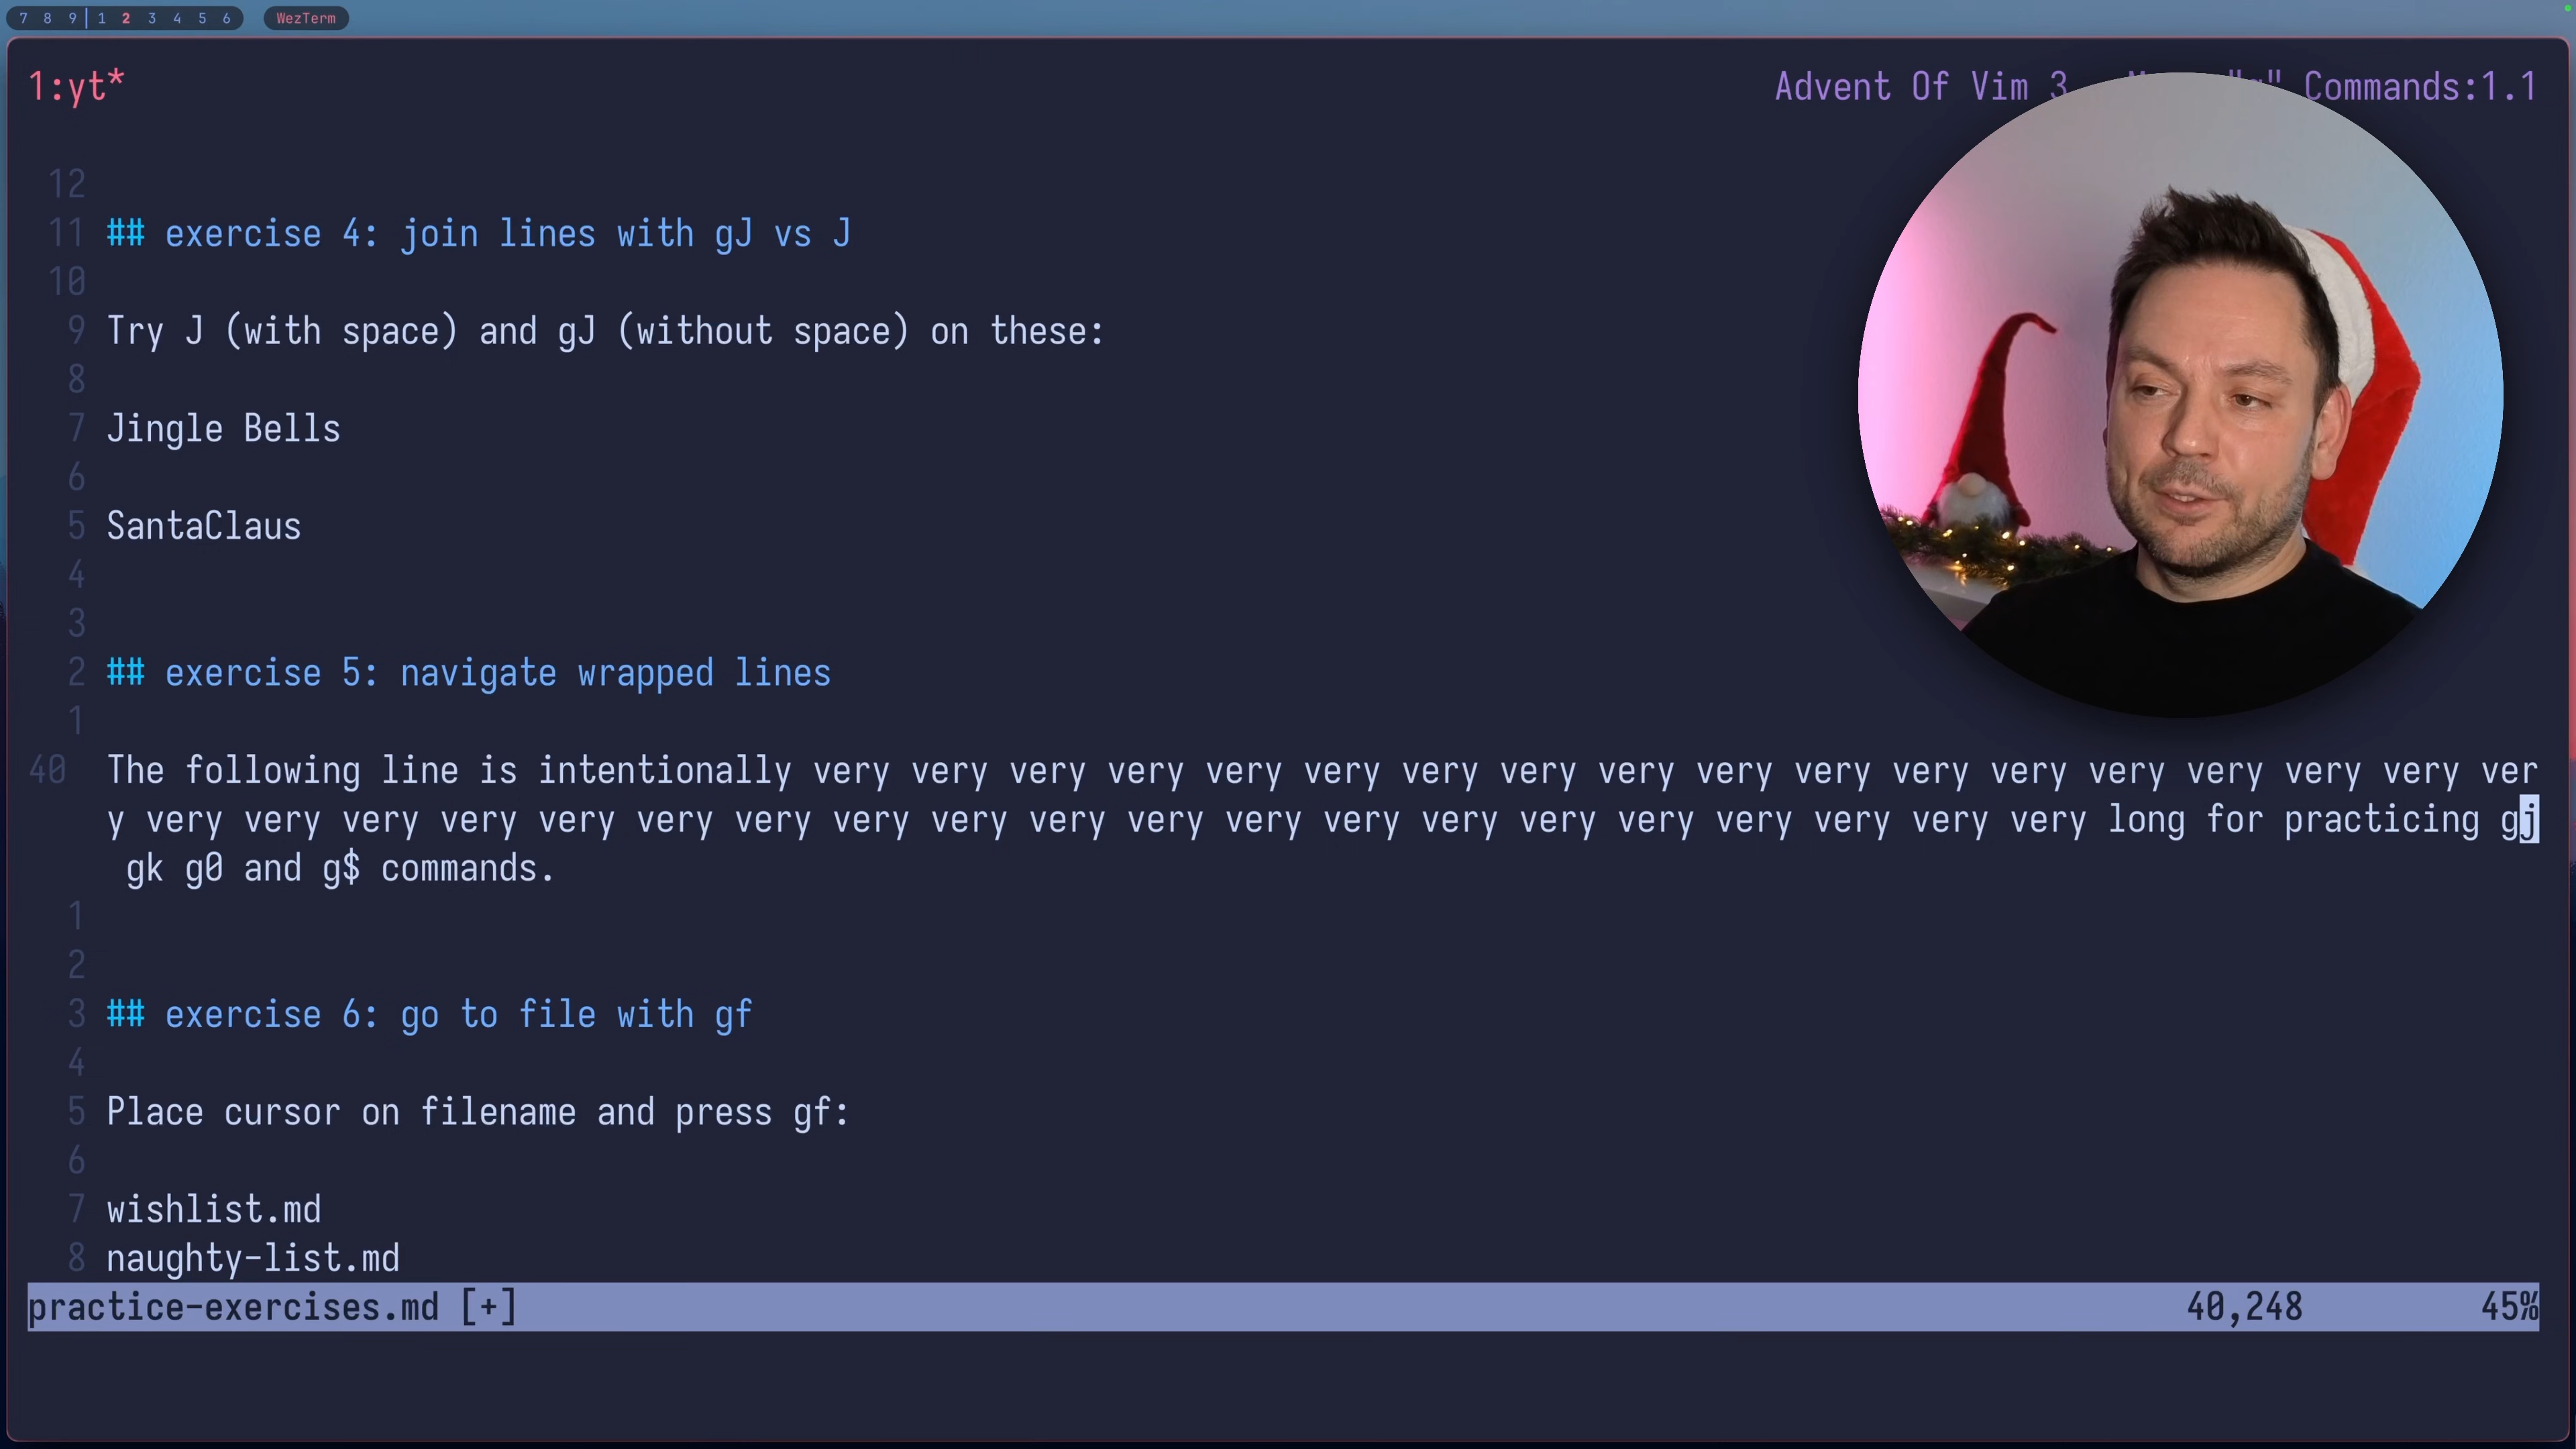 7 8 9 | 1 2 3 4 5 6 WezTerm
1:yt* Advent Of Vim 3 "g" Commands:1.1
12
11 ## exercise 4: join lines with gJ vs J
10
9 Try J (with space) and gJ (without space) on these:
8
7 Jingle Bells
6
5 SantaClaus
4
3
2 ## exercise 5: navigate wrapped lines
1
40 The following line is intentionally very very very very very very very very very very very very very very very very very ver
y very very very very very very very very very very very very very very very very very very very very long for practicing gj
gk g0 and g$ commands.
1
2
3 ## exercise 6: go to file with gf
4
5 Place cursor on filename and press gf:
6
7 wishlist.md
8 naughty-list.md
practice-exercises.md [+] 40,248 45%